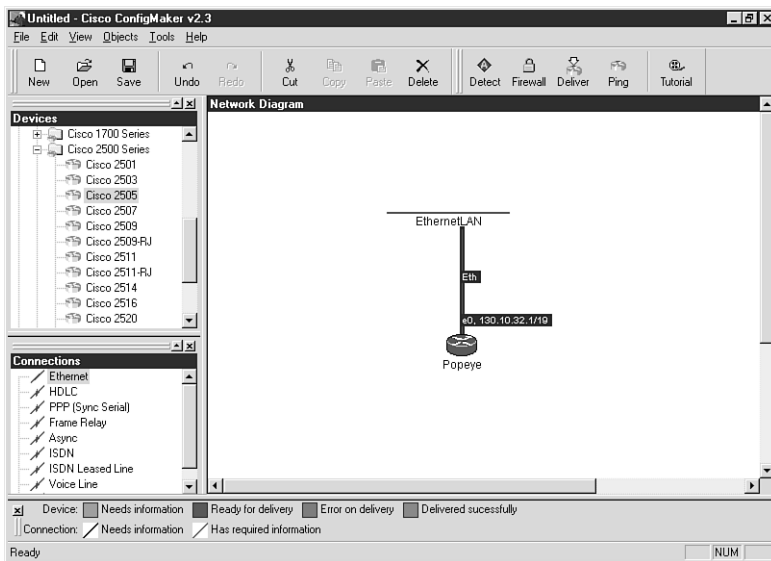 Untitled - Cisco ConfigMaker v2.3
File Edit View Objects Tools Help
New Open Save Undo Redo Cut Copy Paste Delete Detect Firewall Deliver Ping Tutorial
Devices
Cisco 1700 Series
Cisco 2500 Series
Cisco 2501
Cisco 2503
Cisco 2505
Cisco 2507
Cisco 2509
Cisco 2509-RJ
Cisco 2511
Cisco 2511-RJ
Cisco 2514
Cisco 2516
Cisco 2520
Connections
Ethernet
HDLC
PPP (Sync Serial)
Frame Relay
Async
ISDN
ISDN Leased Line
Voice Line
Network Diagram
EthernetLAN
Eth
e0, 130.10.32.1/19
Popeye
Device: Needs information Ready for delivery Error on delivery Delivered sucessfully
Connection: Needs information Has required information
Ready NUM